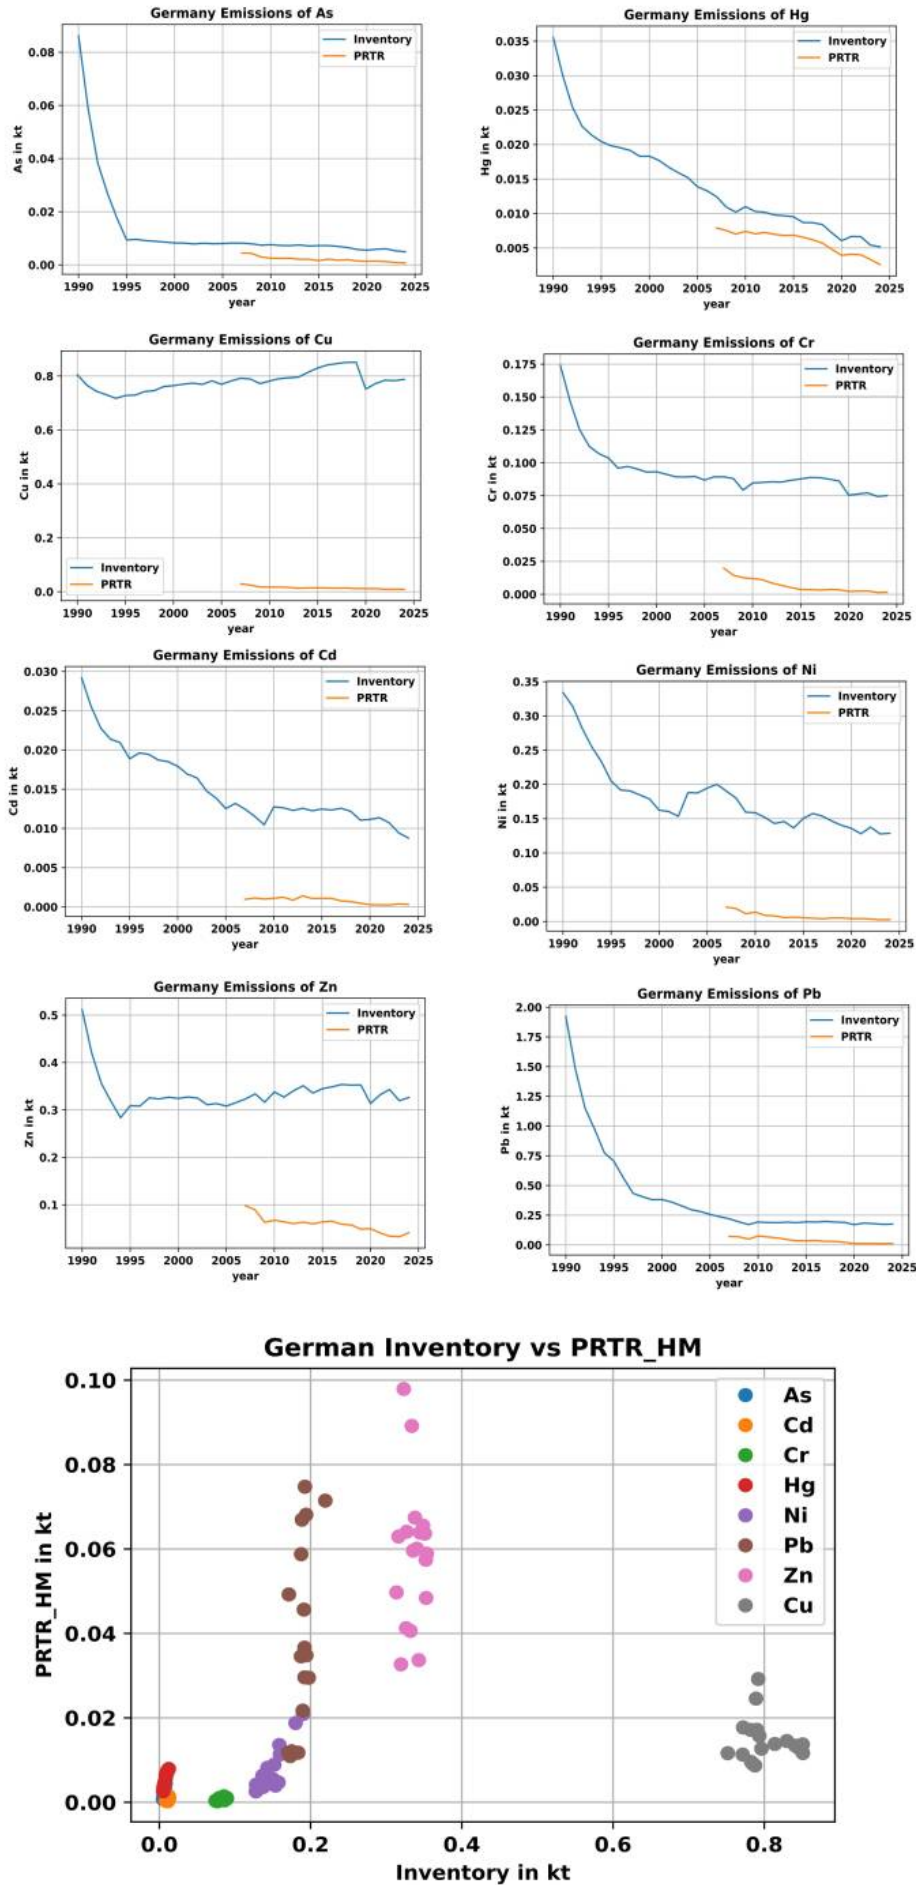 Germany Emissions of As
As in kt
0.08
0.06
0.04
0.02
0.00
Inventory
PRTR
1990 1995 2000 2005 2010 2015 2020 2025
year
Germany Emissions of Hg
Hg in kt
0.035
0.030
0.025
0.020
0.015
0.010
0.005
Inventory
PRTR
1990 1995 2000 2005 2010 2015 2020 2025
year
Germany Emissions of Cu
Cu in kt
0.8
0.6
0.4
0.2
0.0
Inventory
PRTR
1990 1995 2000 2005 2010 2015 2020 2025
year
Germany Emissions of Cr
Cr in kt
0.175
0.150
0.125
0.100
0.075
0.050
0.025
0.000
Inventory
PRTR
1990 1995 2000 2005 2010 2015 2020 2025
year
Germany Emissions of Cd
Cd in kt
0.030
0.025
0.020
0.015
0.010
0.005
0.000
Inventory
PRTR
1990 1995 2000 2005 2010 2015 2020 2025
year
Germany Emissions of Ni
Ni in kt
0.35
0.30
0.25
0.20
0.15
0.10
0.05
0.00
Inventory
PRTR
1990 1995 2000 2005 2010 2015 2020 2025
year
Germany Emissions of Zn
Zn in kt
0.5
0.4
0.3
0.2
0.1
Inventory
PRTR
1990 1995 2000 2005 2010 2015 2020 2025
year
Germany Emissions of Pb
Pb in kt
2.00
1.75
1.50
1.25
1.00
0.75
0.50
0.25
0.00
Inventory
PRTR
1990 1995 2000 2005 2010 2015 2020 2025
year
German Inventory vs PRTR_HM
PRTR_HM in kt
0.10
0.08
0.06
0.04
0.02
0.00
As
Cd
Cr
Hg
Ni
Pb
Zn
Cu
0.0 0.2 0.4 0.6 0.8
Inventory in kt